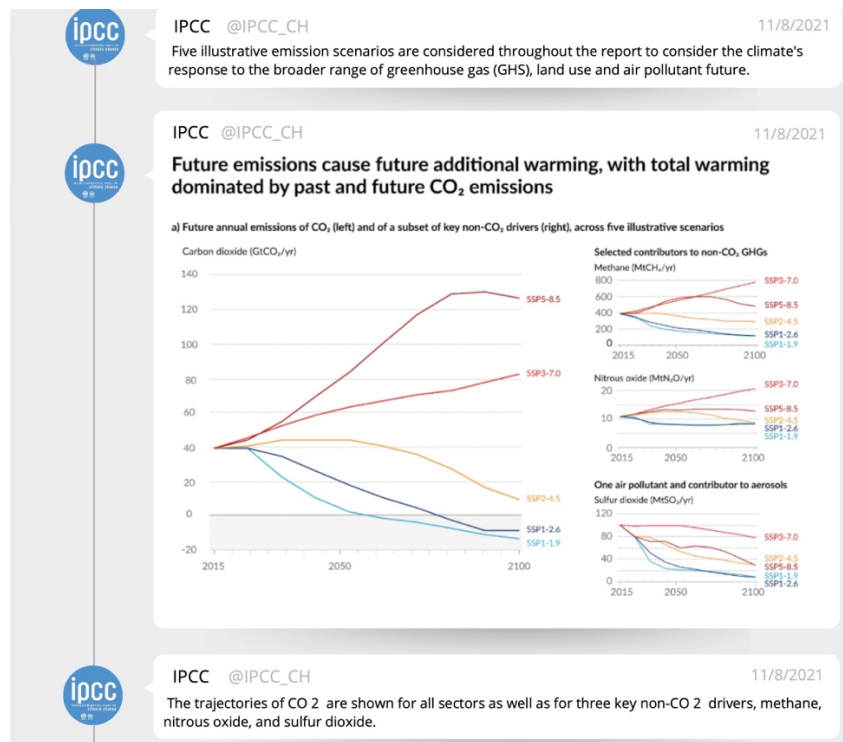 ipcc
IPCC @IPCC_CH 11/8/2021
Five illustrative emission scenarios are considered throughout the report to consider the climate's
response to the broader range of greenhouse gas (GHS), land use and air pollutant future.
ipcc
IPCC @IPCC_CH 11/8/2021
Future emissions cause future additional warming, with total warming
dominated by past and future CO₂ emissions
a) Future annual emissions of CO₂ (left) and of a subset of key non-CO₂ drivers (right), across five illustrative scenarios
Carbon dioxide (GtCO₂/yr)
140
120
100
80
60
40
20
0
-20
2015 2050 2100
SSP5-8.5
SSP3-7.0
SSP2-4.5
SSP1-2.6
SSP1-1.9
Selected contributors to non-CO₂ GHGs
Methane (MtCH₄/yr)
800
600
400
200
0
2015 2050 2100
SSP3-7.0
SSP5-8.5
SSP2-4.5
SSP1-2.6
SSP1-1.9
Nitrous oxide (MtN₂O/yr)
20
10
0
2015 2050 2100
SSP3-7.0
SSP5-8.5
SSP2-4.5
SSP1-2.6
SSP1-1.9
One air pollutant and contributor to aerosols
Sulfur dioxide (MtSO₂/yr)
120
80
40
0
2015 2050 2100
SSP3-7.0
SSP2-4.5
SSP5-8.5
SSP1-1.9
SSP1-2.6
ipcc
IPCC @IPCC_CH 11/8/2021
The trajectories of CO 2 are shown for all sectors as well as for three key non-CO 2 drivers, methane,
nitrous oxide, and sulfur dioxide.